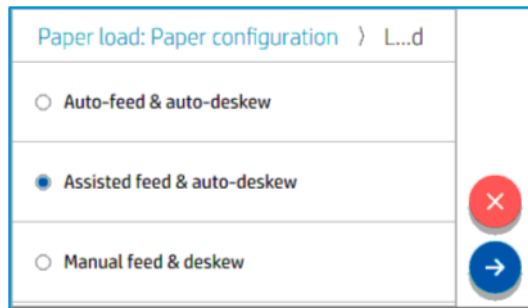 Paper load: Paper configuration 〉 L...d
Auto-feed & auto-deskew
Assisted feed & auto-deskew
Manual feed & deskew